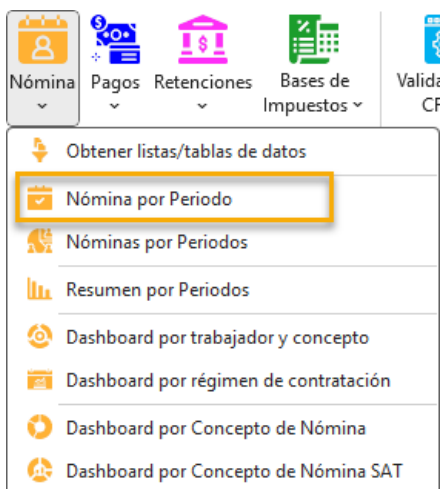 Nómina
Pagos
Retenciones
Bases de
Impuestos
Obtener listas/tablas de datos
Nómina por Periodo
Nóminas por Periodos
Resumen por Periodos
Dashboard por trabajador y concepto
Dashboard por régimen de contratación
Dashboard por Concepto de Nómina
Dashboard por Concepto de Nómina SAT